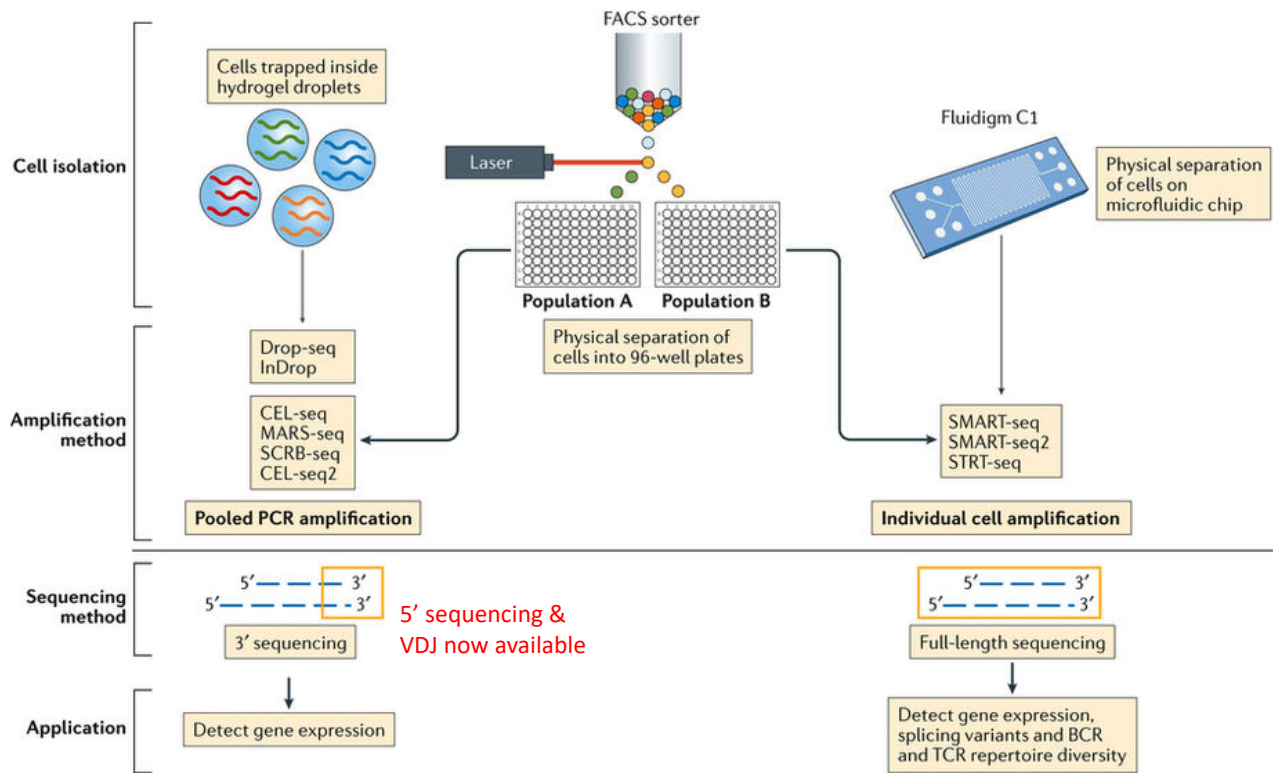 FACS sorter
Cells trapped inside
hydrogel droplets
Laser
Fluidigm C1
Physical separation
of cells on
microfluidic chip
Cell isolation
Population A
Population B
Physical separation of
cells into 96-well plates
Drop-seq
InDrop
Amplification
method
CEL-seq
MARS-seq
SCRB-seq
CEL-seq2
SMART-seq
SMART-seq2
STRT-seq
Pooled PCR amplification
Individual cell amplification
Sequencing
method
5′ 3′
5′ 3′
3′ sequencing
5’ sequencing &
VDJ now available
5′ 3′
5′ 3′
Full-length sequencing
Application
Detect gene expression
Detect gene expression,
splicing variants and BCR
and TCR repertoire diversity